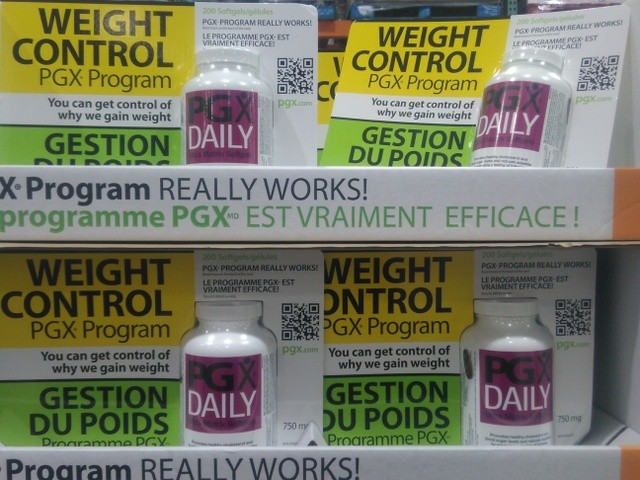 WEIGHT
CONTROL
PGX® Program
You can get control of
why we gain weight
GESTION
DU POIDS
200 Softgels/gélules
PGX® PROGRAM REALLY WORKS!
LE PROGRAMME PGX® EST
VRAIMENT EFFICACE!
PGX
DAILY
WEIGHT
CONTROL
PGX® Program
You can get control of
why we gain weight
GESTION
DU POIDS
200 Softgels/gélules
PGX® PROGRAM REALLY WORKS!
LE PROGRAMME PGX® EST
VRAIMENT EFFICACE!
pgx.com
PGX
DAILY
X® Program REALLY WORKS!
programme PGX MD EST VRAIMENT EFFICACE !
WEIGHT
CONTROL
PGX® Program
You can get control of
why we gain weight
GESTION
DU POIDS
Programme PGX
200 Softgels/gélules
PGX® PROGRAM REALLY WORKS!
LE PROGRAMME PGX® EST
VRAIMENT EFFICACE!
pgx.com
PGX
DAILY
750 mg
WEIGHT
CONTROL
PGX® Program
You can get control of
why we gain weight
GESTION
DU POIDS
Programme PGX
200 Softgels/gélules
PGX® PROGRAM REALLY WORKS!
LE PROGRAMME PGX® EST
VRAIMENT EFFICACE!
pgx.com
PGX
DAILY
750 mg
Program REALLY WORKS!